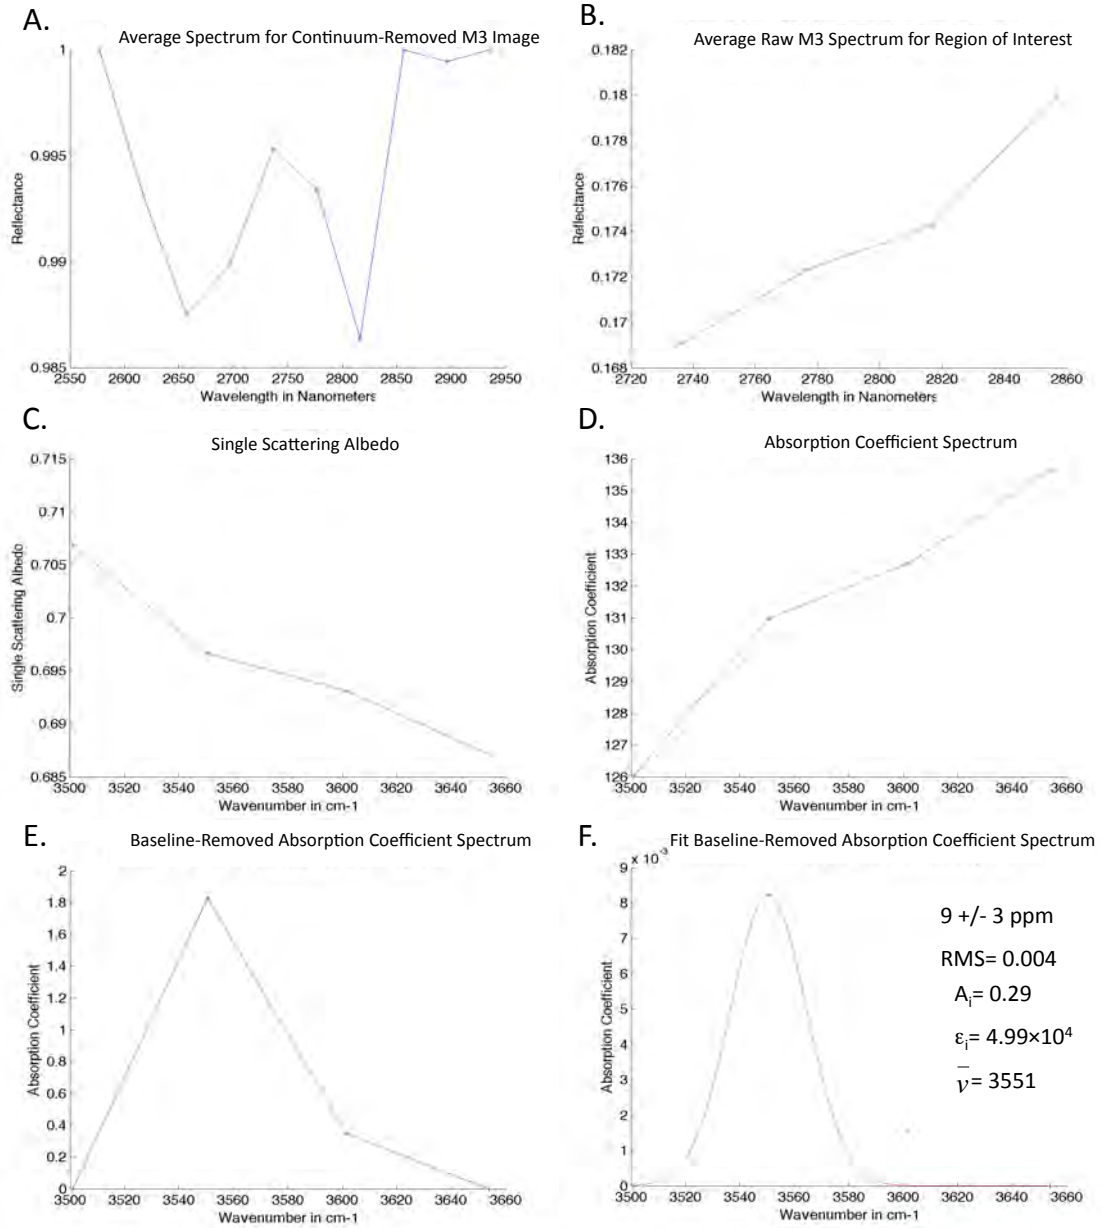 A.
Average Spectrum for Continuum-Removed M3 Image
1
0.995
0.99
0.985
Reflectance
2550 2600 2650 2700 2750 2800 2850 2900 2950
Wavelength in Nanometers
B.
Average Raw M3 Spectrum for Region of Interest
0.182
0.18
0.178
0.176
0.174
0.172
0.17
0.168
Reflectance
2720 2740 2760 2780 2800 2820 2840 2860
Wavelength in Nanometers
C.
Single Scattering Albedo
0.715
0.71
0.705
0.7
0.695
0.69
0.685
Single Scattering Albedo
3500 3520 3540 3560 3580 3600 3620 3640 3660
Wavenumber in cm-1
D.
Absorption Coefficient Spectrum
136
135
134
133
132
131
130
129
128
127
126
Absorption Coefficient
3500 3520 3540 3560 3580 3600 3620 3640 3660
Wavenumber in cm-1
E.
Baseline-Removed Absorption Coefficient Spectrum
2
1.8
1.6
1.4
1.2
1
0.8
0.6
0.4
0.2
0
Absorption Coefficient
3500 3520 3540 3560 3580 3600 3620 3640 3660
Wavenumber in cm-1
F.
Fit Baseline-Removed Absorption Coefficient Spectrum
x 10⁻³
9
8
7
6
5
4
3
2
1
0
Absorption Coefficient
9 +/- 3 ppm
RMS= 0.004
Aᵢ= 0.29
εᵢ= 4.99×10⁴
ν̅= 3551
3500 3520 3540 3560 3580 3600 3620 3640 3660
Wavenumber in cm-1